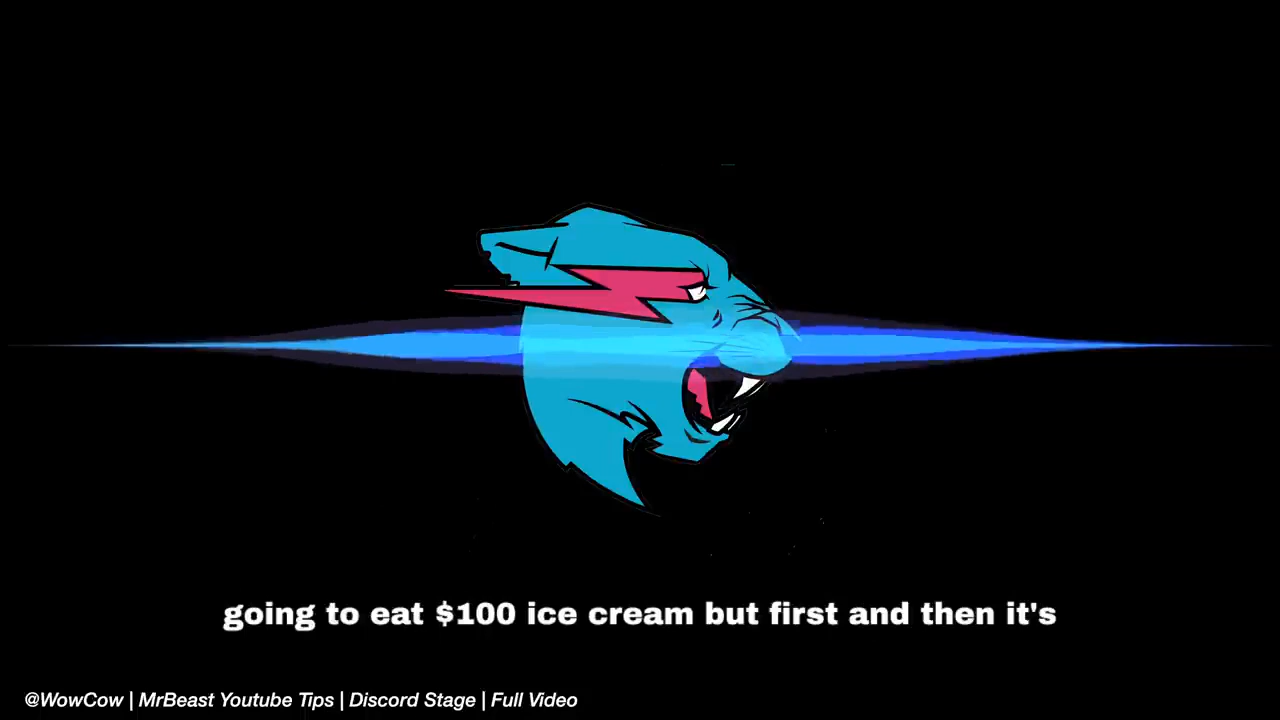 going to eat $100 ice cream but first and then it's
@WowCow | MrBeast Youtube Tips | Discord Stage | Full Video